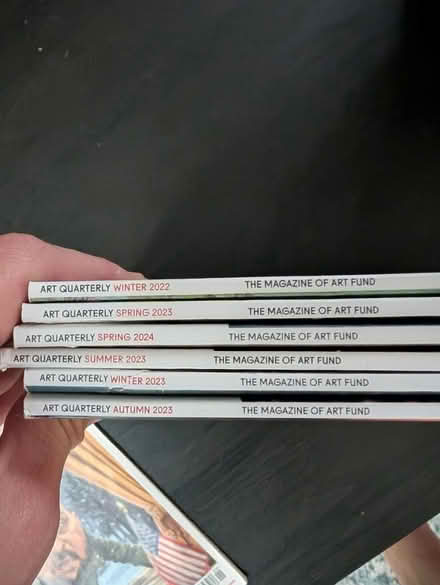 ART QUARTERLY WINTER 2022 THE MAGAZINE OF ART FUND
ART QUARTERLY SPRING 2023 THE MAGAZINE OF ART FUND
ART QUARTERLY SPRING 2024 THE MAGAZINE OF ART FUND
ART QUARTERLY SUMMER 2023 THE MAGAZINE OF ART FUND
ART QUARTERLY WINTER 2023 THE MAGAZINE OF ART FUND
ART QUARTERLY AUTUMN 2023 THE MAGAZINE OF ART FUND